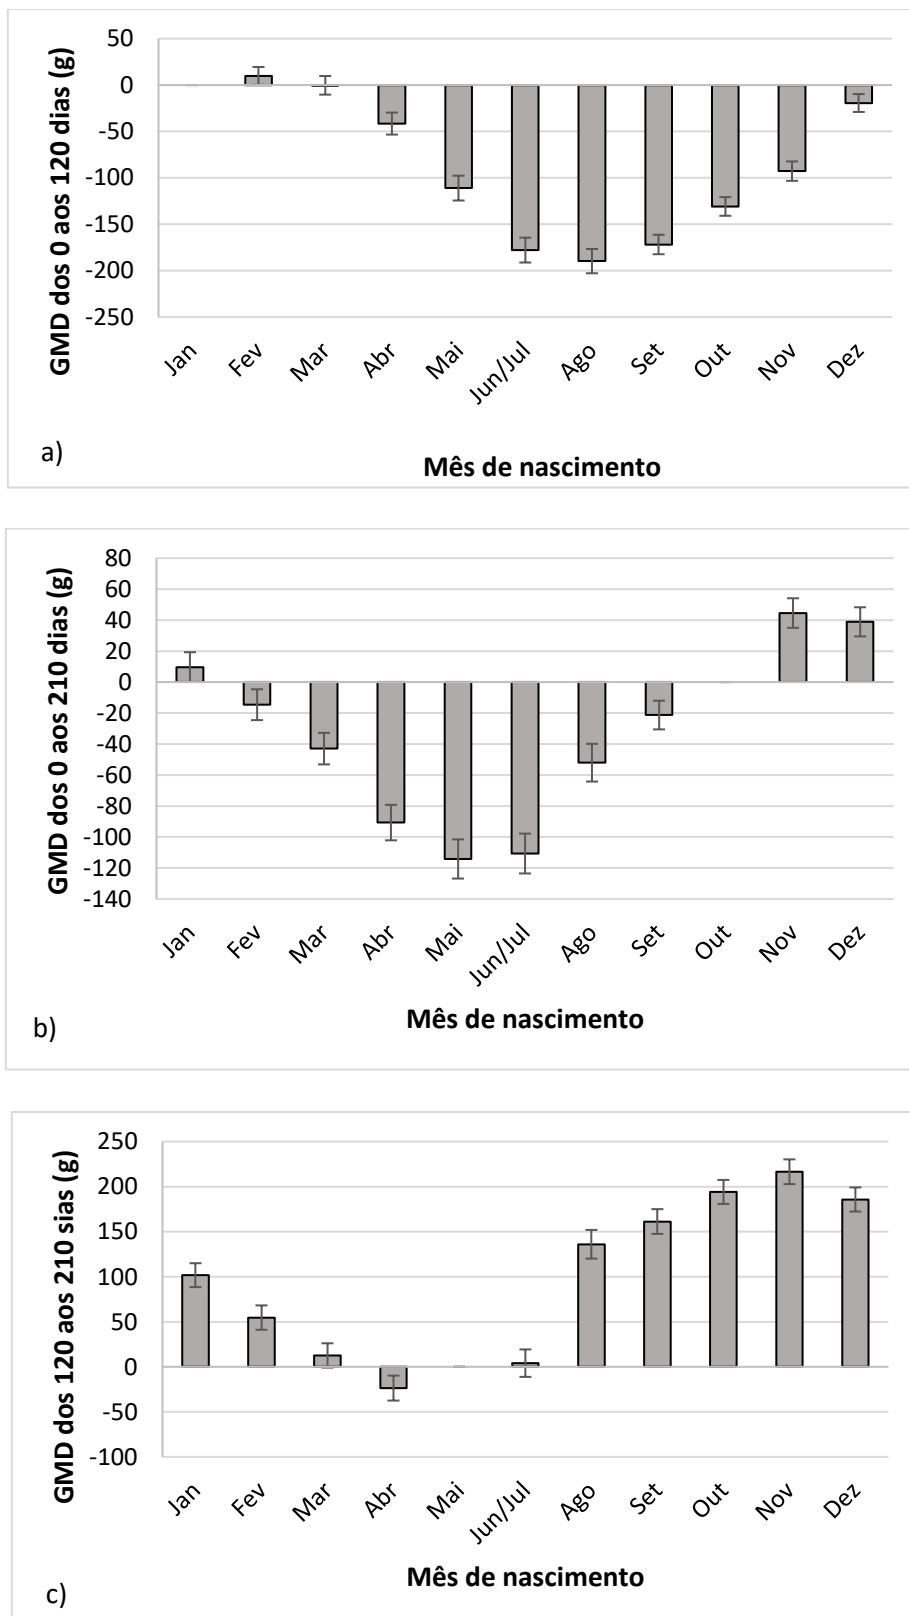 GMD dos 0 aos 120 dias (g)
50
0
-50
-100
-150
-200
-250
Jan
Fev
Mar
Abr
Mai
Jun/Jul
Ago
Set
Out
Nov
Dez
a)
Mês de nascimento
GMD dos 0 aos 210 dias (g)
80
60
40
20
0
-20
-40
-60
-80
-100
-120
-140
Jan
Fev
Mar
Abr
Mai
Jun/Jul
Ago
Set
Out
Nov
Dez
b)
Mês de nascimento
GMD dos 120 aos 210 sias (g)
250
200
150
100
50
0
-50
-100
Jan
Fev
Mar
Abr
Mai
Jun/Jul
Ago
Set
Out
Nov
Dez
c)
Mês de nascimento